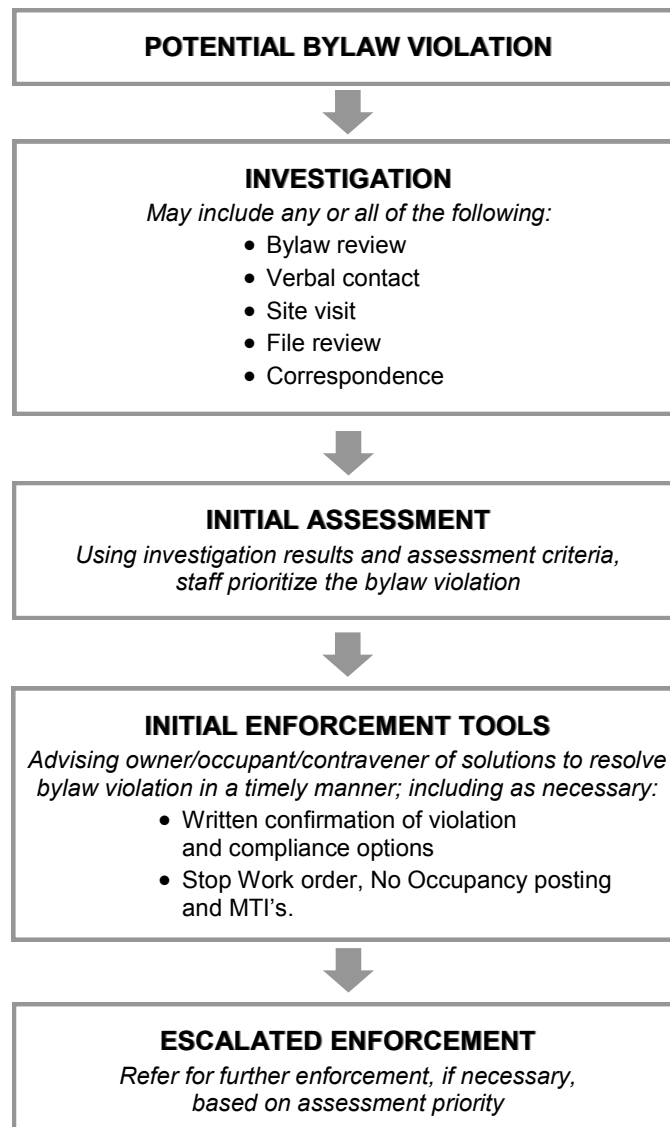 POTENTIAL BYLAW VIOLATION
INVESTIGATION
May include any or all of the following:
• Bylaw review
• Verbal contact
• Site visit
• File review
• Correspondence
INITIAL ASSESSMENT
Using investigation results and assessment criteria,
staff prioritize the bylaw violation
INITIAL ENFORCEMENT TOOLS
Advising owner/occupant/contravener of solutions to resolve
bylaw violation in a timely manner; including as necessary:
• Written confirmation of violation
and compliance options
• Stop Work order, No Occupancy posting
and MTI's.
ESCALATED ENFORCEMENT
Refer for further enforcement, if necessary,
based on assessment priority